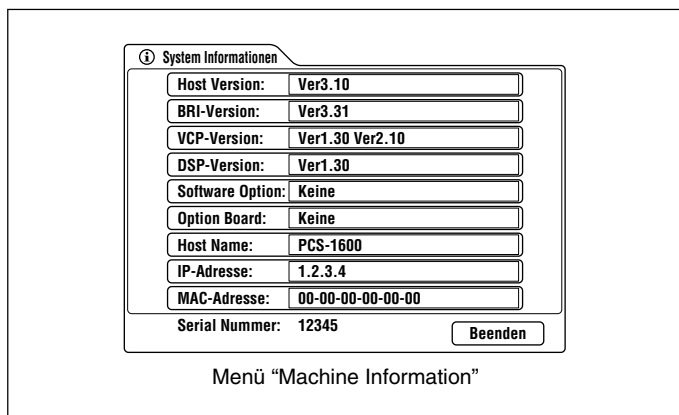 System Informationen
Host Version: Ver3.10
BRI-Version: Ver3.31
VCP-Version: Ver1.30 Ver2.10
DSP-Version: Ver1.30
Software Option: Keine
Option Board: Keine
Host Name: PCS-1600
IP-Adresse: 1.2.3.4
MAC-Adresse: 00-00-00-00-00-00
Serial Nummer: 12345
Beenden
Menü “Machine Information”